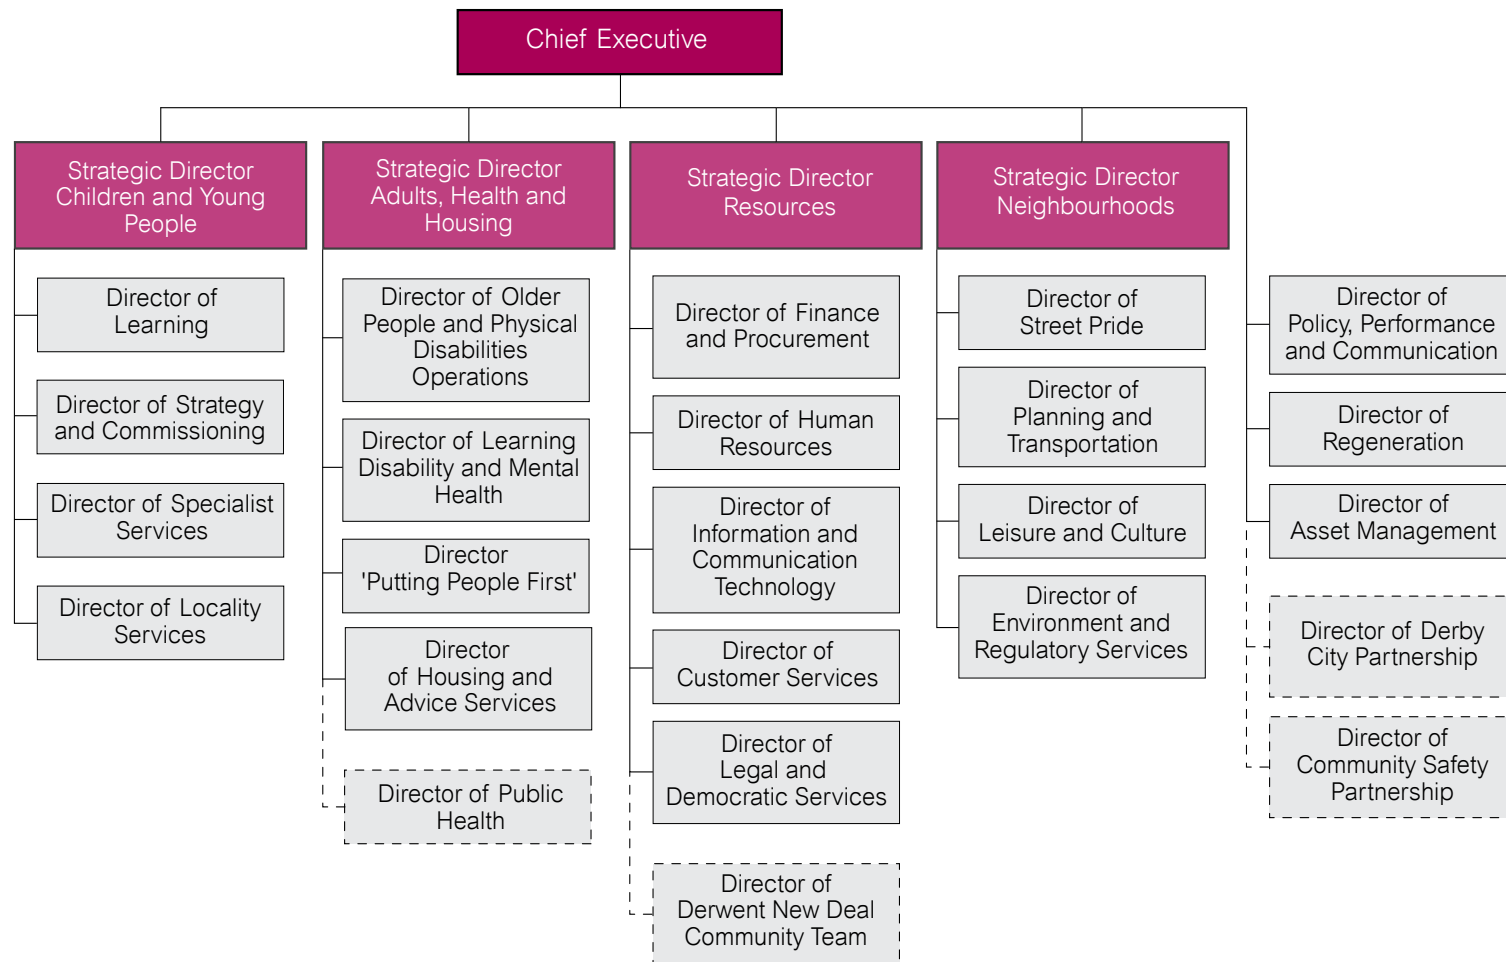 Chief Executive
Strategic Director
Children and Young
People
Strategic Director
Adults, Health and
Housing
Strategic Director
Resources
Strategic Director
Neighbourhoods
Director of
Learning
Director of Strategy
and Commissioning
Director of Specialist
Services
Director of Locality
Services
Director of Older
People and Physical
Disabilities
Operations
Director of Learning
Disability and Mental
Health
Director
'Putting People First'
Director
of Housing and
Advice Services
Director of Public
Health
Director of Finance
and Procurement
Director of Human
Resources
Director of
Information and
Communication
Technology
Director of
Customer Services
Director of
Legal and
Democratic Services
Director of
Derwent New Deal
Community Team
Director of
Street Pride
Director of
Planning and
Transportation
Director of
Leisure and Culture
Director of
Environment and
Regulatory Services
Director of
Policy, Performance
and Communication
Director of
Regeneration
Director of
Asset Management
Director of Derby
City Partnership
Director of
Community Safety
Partnership